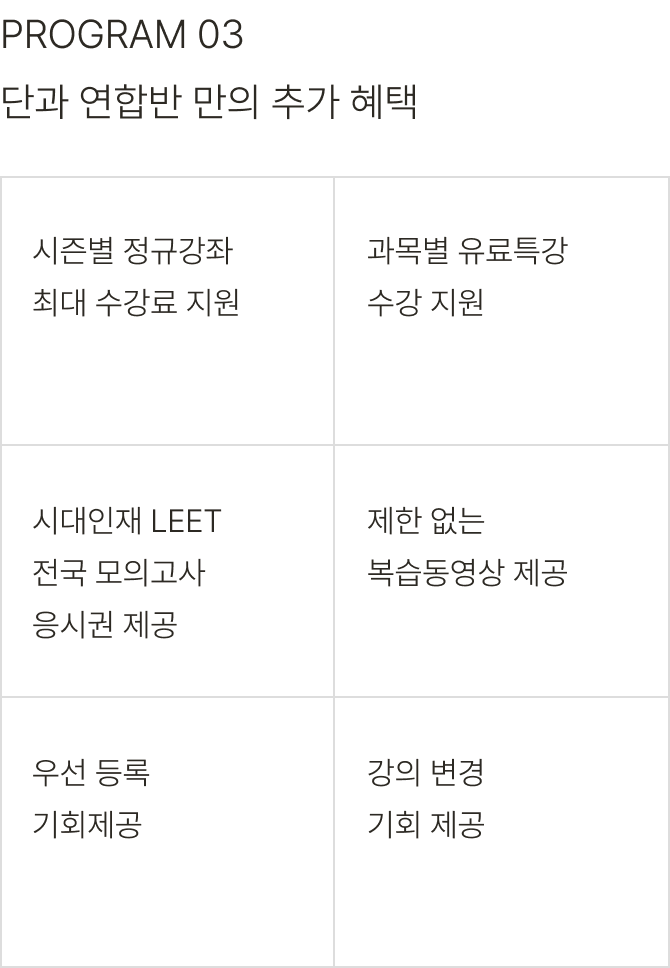 PROGRAM 03
단과 연합반 만의 추가 혜택
시즌별 정규강좌
최대 수강료 지원
과목별 유료특강
수강 지원
시대인재 LEET
전국 모의고사
응시권 제공
제한 없는
복습동영상 제공
우선 등록
기회제공
강의 변경
기회 제공